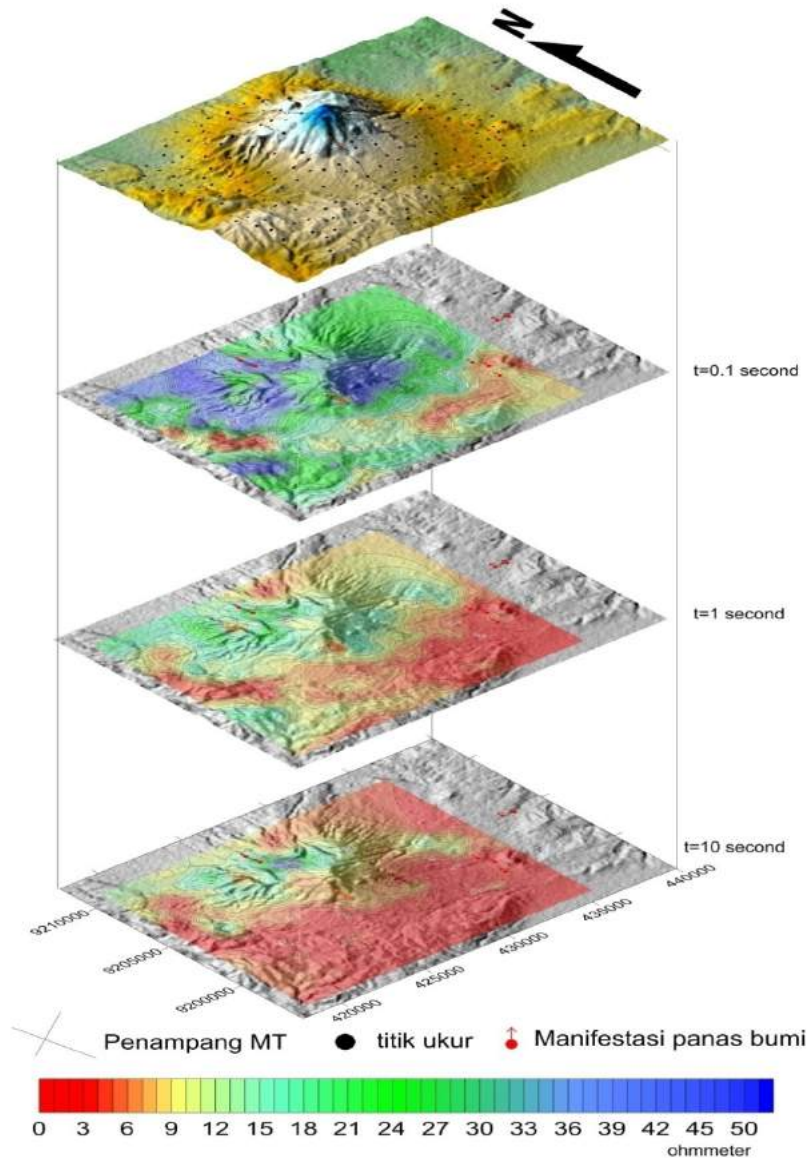 N
t=0.1 second
t=1 second
t=10 second
9210000
9205000
9200000
420000
425000
430000
435000
440000
Penampang MT titik ukur Manifestasi panas bumi
0 3 6 9 12 15 18 21 24 27 30 33 36 39 42 45 50
ohmmeter